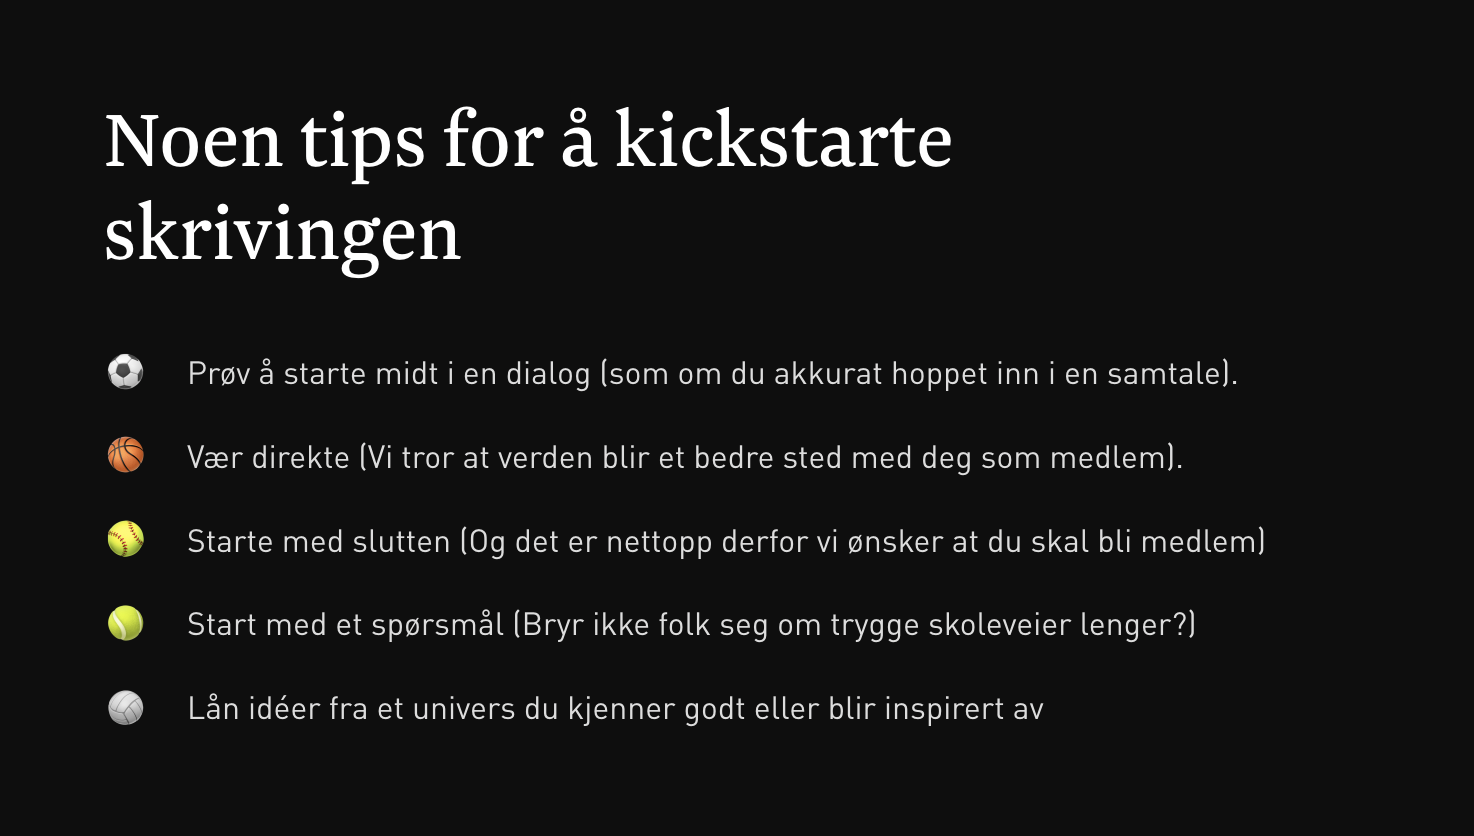 Noen tips for å kickstarte
skrivingen
Prøv å starte midt i en dialog (som om du akkurat hoppet inn i en samtale).
Vær direkte (Vi tror at verden blir et bedre sted med deg som medlem).
Starte med slutten (Og det er nettopp derfor vi ønsker at du skal bli medlem)
Start med et spørsmål (Bryr ikke folk seg om trygge skoleveier lenger?)
Lån idéer fra et univers du kjenner godt eller blir inspirert av